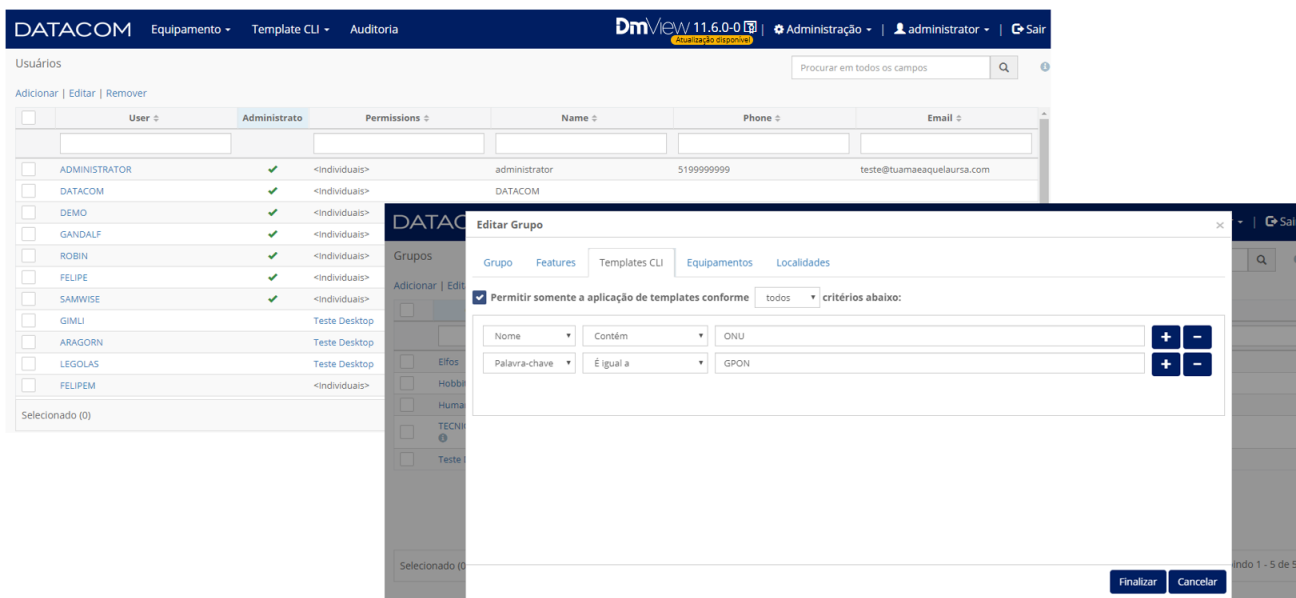 DATACOM Equipamento Template CLI Auditoria DmView 11.6.0-0 | Administração | administrator | Sair
Atualização disponível
Usuários Procurar em todos os campos
Adicionar | Editar | Remover
User Administrato Permissions Name Phone Email
ADMINISTRATOR <Individuais> administrator 5199999999 teste@tuamaeaquelaursa.com
DATACOM <Individuais> DATACOM
DEMO <Individuais>
GANDALF <Individuais>
ROBIN <Individuais>
FELIPE <Individuais>
SAMWISE <Individuais>
GIMLI Teste Desktop
ARAGORN Teste Desktop
LEGOLAS Teste Desktop
FELIPEM <Individuais>
Selecionado (0)
DATAC Editar Grupo × | Sai
Grupos Grupo Features Templates CLI Equipamentos Localidades
Adicionar | Edit
Permitir somente a aplicação de templates conforme todos critérios abaixo:
Nome Contém ONU + −
Palavra-chave É igual a GPON + −
Elfos
Hobbi
Huma
TECNI
Teste
Selecionado (0 indo 1 - 5 de 5
Finalizar Cancelar